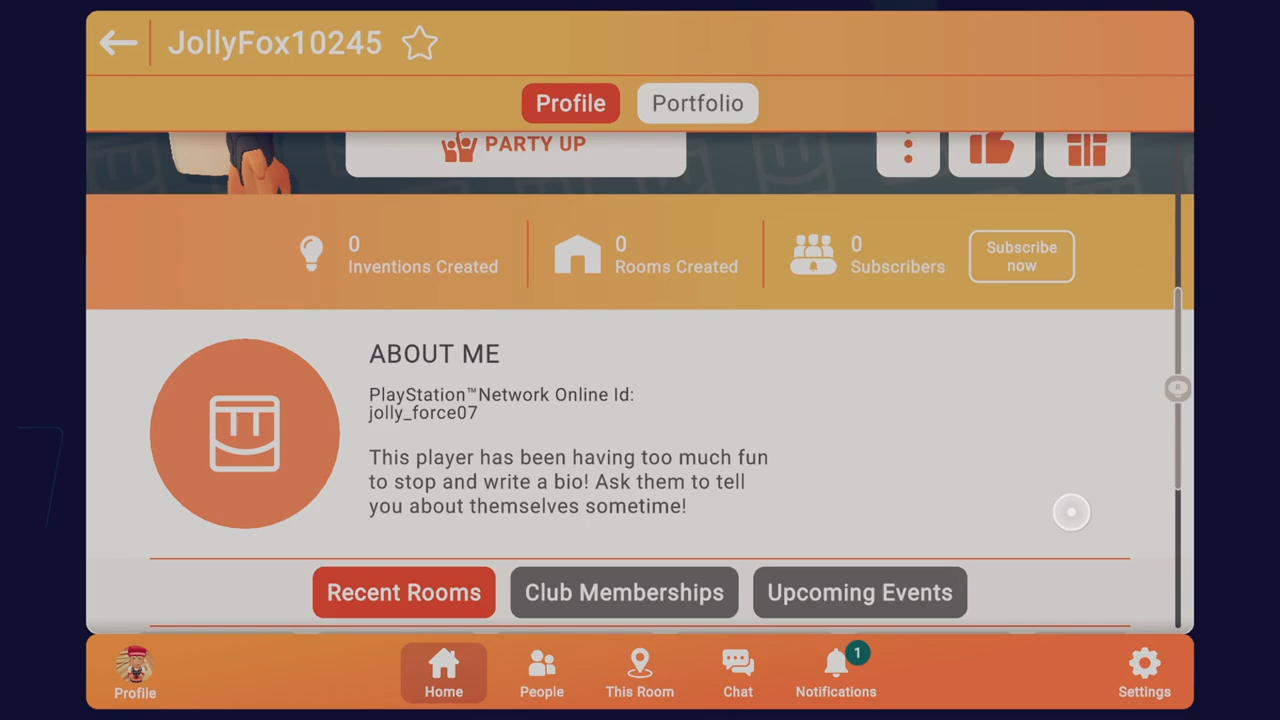 JollyFox10245
Profile
Portfolio
PARTY UP
0
Inventions Created
0
Rooms Created
0
Subscribers
Subscribe
now
ABOUT ME
PlayStation™Network Online Id:
jolly_force07
This player has been having too much fun
to stop and write a bio! Ask them to tell
you about themselves sometime!
Recent Rooms
Club Memberships
Upcoming Events
Profile
Home
People
This Room
Chat
1
Notifications
Settings